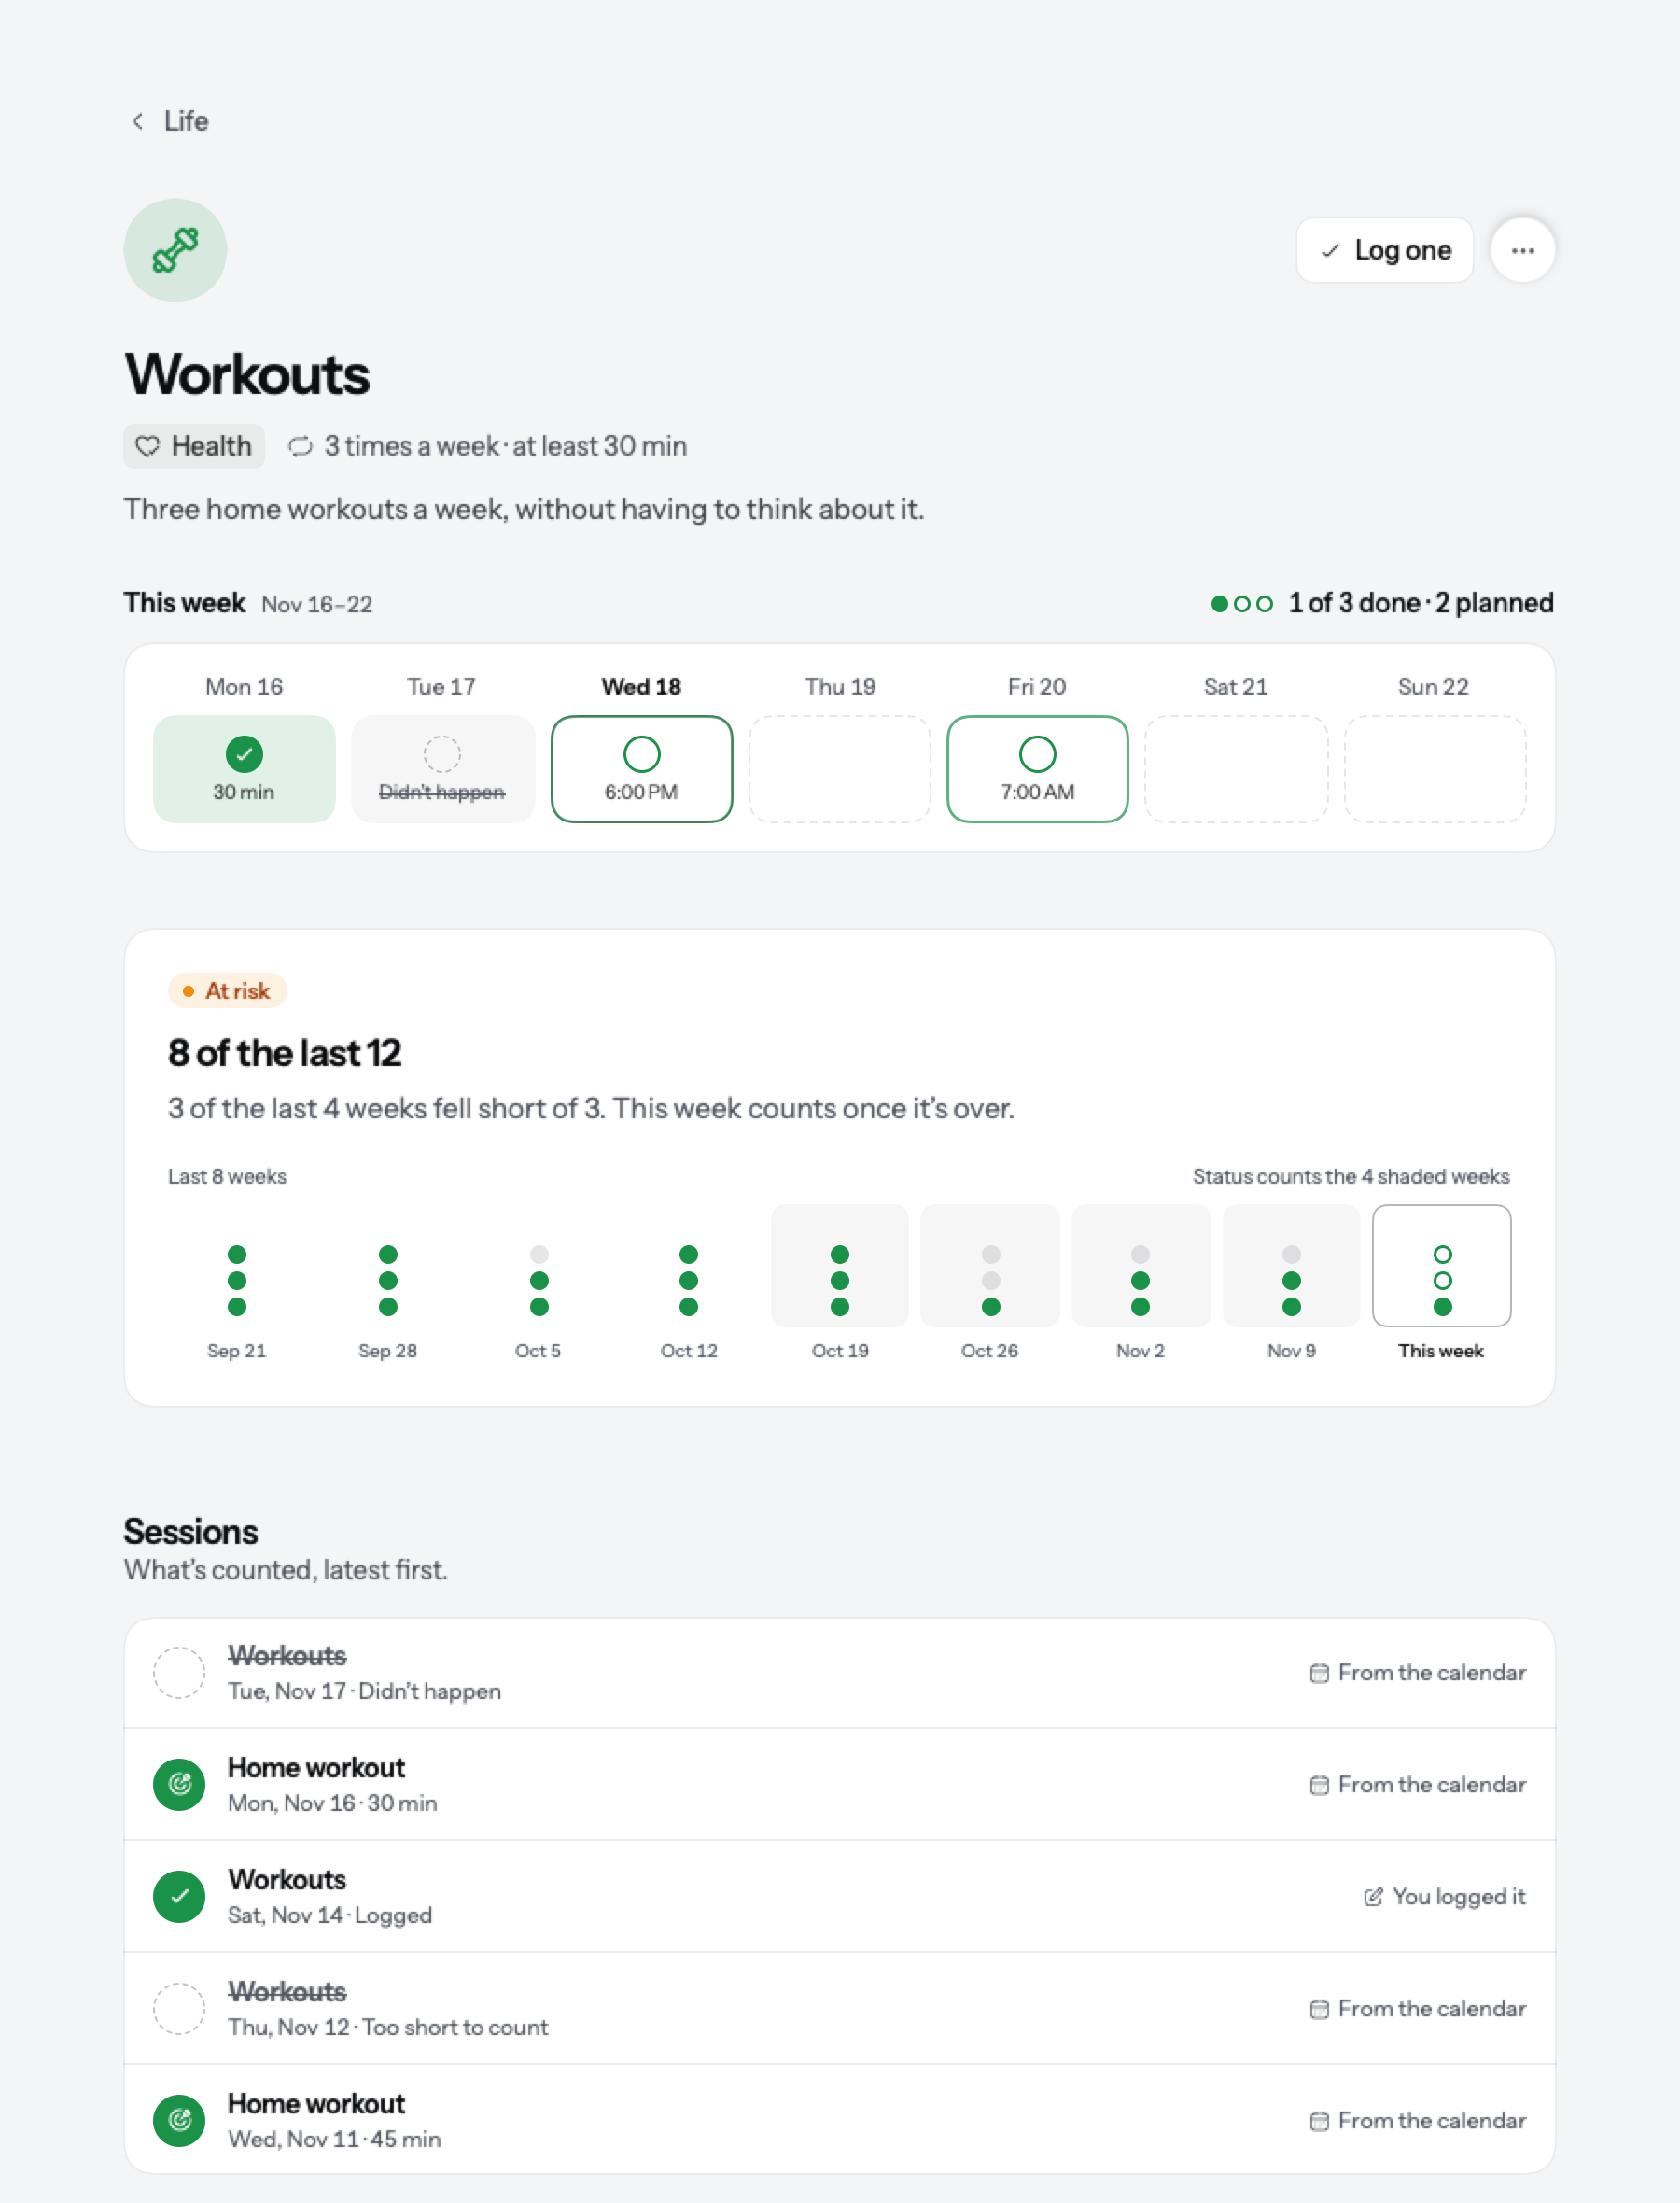 Life
Log one
Workouts
Health 3 times a week · at least 30 min
Three home workouts a week, without having to think about it.
This week Nov 16–22 1 of 3 done · 2 planned
Mon 16 Tue 17 Wed 18 Thu 19 Fri 20 Sat 21 Sun 22
30 min Didn't happen 6:00 PM 7:00 AM
At risk
8 of the last 12
3 of the last 4 weeks fell short of 3. This week counts once it's over.
Last 8 weeks Status counts the 4 shaded weeks
Sep 21 Sep 28 Oct 5 Oct 12 Oct 19 Oct 26 Nov 2 Nov 9 This week
Sessions
What's counted, latest first.
Workouts
Tue, Nov 17 · Didn't happen
From the calendar
Home workout
Mon, Nov 16 · 30 min
From the calendar
Workouts
Sat, Nov 14 · Logged
You logged it
Workouts
Thu, Nov 12 · Too short to count
From the calendar
Home workout
Wed, Nov 11 · 45 min
From the calendar